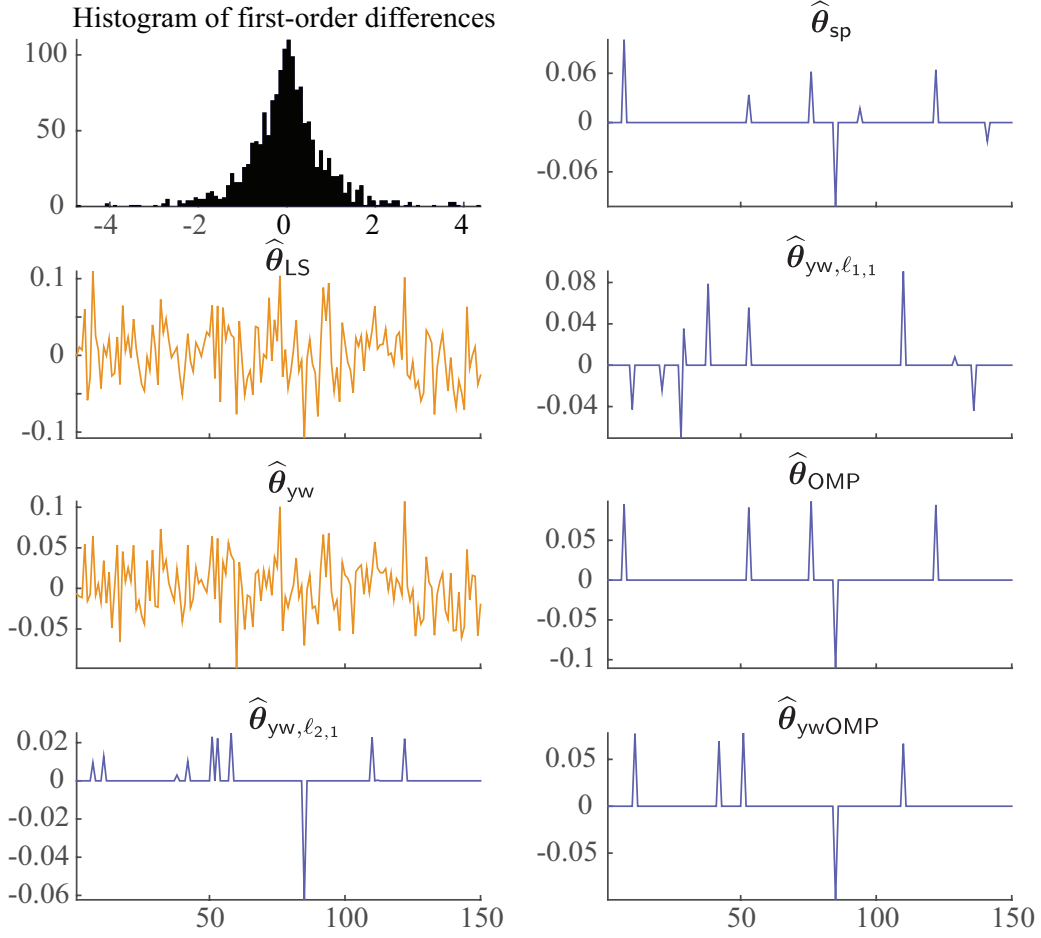 Histogram of first-order differences
100
50
0
-4 -2 0 2 4
θ̂sp
0.06
0
-0.06
θ̂LS
0.1
0
-0.1
θ̂yw,ℓ1,1
0.08
0.04
0
-0.04
θ̂yw
0.1
0.05
0
-0.05
θ̂OMP
0.05
0
-0.05
-0.1
50 100 150
θ̂yw,ℓ2,1
0.02
0
-0.02
-0.04
-0.06
50 100 150
θ̂ywOMP
0.05
0
-0.05
50 100 150